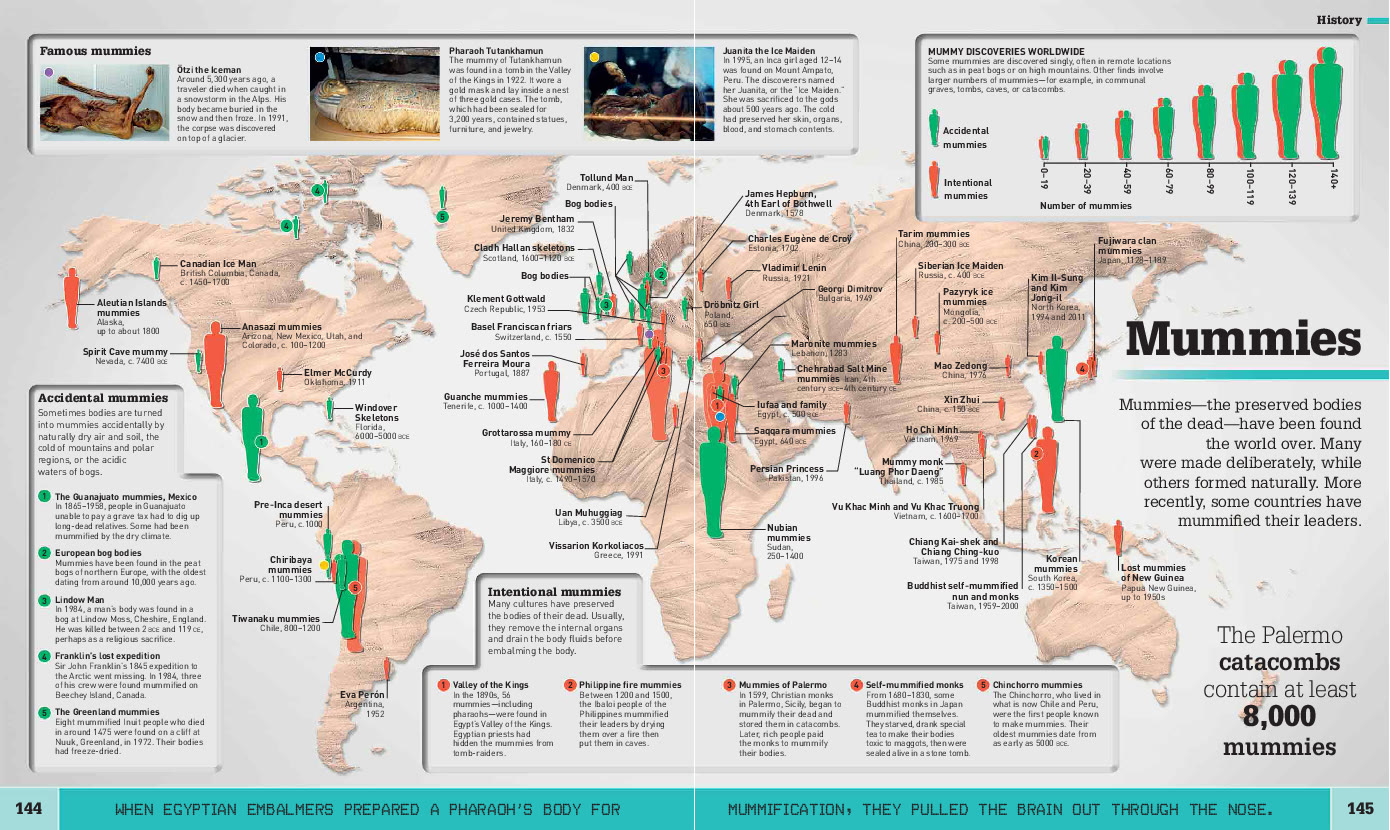 History
Famous mummies
Ötzi the Iceman
Around 5,300 years ago, a
traveler died when caught in
a snowstorm in the Alps. His
body became buried in the
snow and then froze. In 1991,
the corpse was discovered
on top of a glacier.
Pharaoh Tutankhamun
The mummy of Tutankhamun
was found in a tomb in the Valley
of the Kings in 1922. It wore a
gold mask and lay inside a nest
of three gold cases. The tomb,
which had been sealed for
3,200 years, contained statues,
furniture, and jewelry.
Juanita the Ice Maiden
In 1995, an Inca girl aged 12–14
was found on Mount Ampato,
Peru. The discoverers named
her Juanita, or the “Ice Maiden.”
She was sacrificed to the gods
about 500 years ago. The cold
had preserved her skin, organs,
blood, and stomach contents.
MUMMY DISCOVERIES WORLDWIDE
Some mummies are discovered singly, often in remote locations
such as in peat bogs or on high mountains. Other finds involve
larger numbers of mummies—for example, in communal
graves, tombs, caves, or catacombs.
Accidental
mummies
Intentional
mummies
0–19
20–39
40–59
60–79
80–99
100–119
120–139
140+
Number of mummies
4
4
5
Canadian Ice Man
British Columbia, Canada,
c. 1450–1700
Aleutian Islands
mummies
Alaska,
up to about 1800
Anasazi mummies
Arizona, New Mexico, Utah, and
Colorado, c. 100–1200
Spirit Cave mummy
Nevada, c. 7400 BCE
Elmer McCurdy
Oklahoma, 1911
Windover
Skeletons
Florida,
6000–5000 BCE
1
Pre-Inca desert
mummies
Peru, c.1000
Chiribaya
mummies
Peru, c. 1100–1300
5
Tiwanaku mummies
Chile, 800–1200
Eva Perón
Argentina,
1952
Tollund Man
Denmark, 400 BCE
Bog bodies
Jeremy Bentham
United Kingdom, 1832
Cladh Hallan skeletons
Scotland, 1600–1120 BCE
Bog bodies
Klement Gottwald
Czech Republic, 1953
Basel Franciscan friars
Switzerland, c. 1550
José dos Santos
Ferreira Moura
Portugal, 1887
Guanche mummies
Tenerife, c. 1000–1400
Grottarossa mummy
Italy, 160–180 CE
St Domenico
Maggiore mummies
Italy, c. 1490–1570
Uan Muhuggiag
Libya, c. 3500 BCE
Vissarion Korkoliacos
Greece, 1991
2
3
3
1
James Hepburn,
4th Earl of Bothwell
Denmark, 1578
Charles Eugène de Croÿ
Estonia, 1702
Vladimir Lenin
Russia, 1921
Georgi Dimitrov
Bulgaria, 1949
Dröbnitz Girl
Poland,
650 BCE
Maronite mummies
Lebanon, 1283
Chehrabad Salt Mine
mummies Iran, 4th
century BCE–4th century CE
Iufaa and family
Egypt, c. 500 BCE
Saqqara mummies
Egypt, 640 BCE
Persian Princess
Pakistan, 1996
Nubian
mummies
Sudan,
250–1400
Tarim mummies
China, 200–300 BCE
Siberian Ice Maiden
Russia, c. 400 BCE
Pazyryk ice
mummies
Mongolia,
c. 200–500 BCE
Kim Il-Sung
and Kim
Jong-il
North Korea,
1994 and 2011
Fujiwara clan
mummies
Japan, 1128–1189
Mao Zedong
China, 1976
Xin Zhui
China, c. 150 BCE
Ho Chi Minh
Vietnam, 1969
Mummy monk
“Luang Phor Daeng”
Thailand, c. 1985
Vu Khac Minh and Vu Khac Truong
Vietnam, c. 1600–1700
Chiang Kai-shek and
Chiang Ching-kuo
Taiwan, 1975 and 1998
Buddhist self-mummified
nun and monks
Taiwan, 1959–2000
Korean
mummies
South Korea,
c. 1350–1500
Lost mummies
of New Guinea
Papua New Guinea,
up to 1950s
4
2
Mummies
Mummies—the preserved bodies
of the dead—have been found
the world over. Many
were made deliberately, while
others formed naturally. More
recently, some countries have
mummified their leaders.
The Palermo
catacombs
contain at least
8,000
mummies
Accidental mummies
Sometimes bodies are turned
into mummies accidentally by
naturally dry air and soil, the
cold of mountains and polar
regions, or the acidic
waters of bogs.
1 The Guanajuato mummies, Mexico
In 1865–1958, people in Guanajuato
unable to pay a grave tax had to dig up
long-dead relatives. Some had been
mummified by the dry climate.
2 European bog bodies
Mummies have been found in the peat
bogs of northern Europe, with the oldest
dating from around 10,000 years ago.
3 Lindow Man
In 1984, a man's body was found in a
bog at Lindow Moss, Cheshire, England.
He was killed between 2 BCE and 119 CE,
perhaps as a religious sacrifice.
4 Franklin's lost expedition
Sir John Franklin's 1845 expedition to
the Arctic went missing. In 1984, three
of his crew were found mummified on
Beechey Island, Canada.
5 The Greenland mummies
Eight mummified Inuit people who died
in around 1475 were found on a cliff at
Nuuk, Greenland, in 1972. Their bodies
had freeze-dried.
Intentional mummies
Many cultures have preserved
the bodies of their dead. Usually,
they remove the internal organs
and drain the body fluids before
embalming the body.
1 Valley of the Kings
In the 1890s, 56
mummies—including
pharaohs—were found in
Egypt's Valley of the Kings.
Egyptian priests had
hidden the mummies from
tomb-raiders.
2 Philippine fire mummies
Between 1200 and 1500,
the Ibaloi people of the
Philippines mummified
their leaders by drying
them over a fire then
put them in caves.
3 Mummies of Palermo
In 1599, Christian monks
in Palermo, Sicily, began to
mummify their dead and
stored them in catacombs.
Later, rich people paid
the monks to mummify
their bodies.
4 Self-mummified monks
From 1680–1830, some
Buddhist monks in Japan
mummified themselves.
They starved, drank special
tea to make their bodies
toxic to maggots, then were
sealed alive in a stone tomb.
5 Chinchorro mummies
The Chinchorro, who lived in
what is now Chile and Peru,
were the first people known
to make mummies. Their
oldest mummies date from
as early as 5000 BCE.
144
WHEN EGYPTIAN EMBALMERS PREPARED A PHARAOH'S BODY FOR
MUMMIFICATION, THEY PULLED THE BRAIN OUT THROUGH THE NOSE.
145